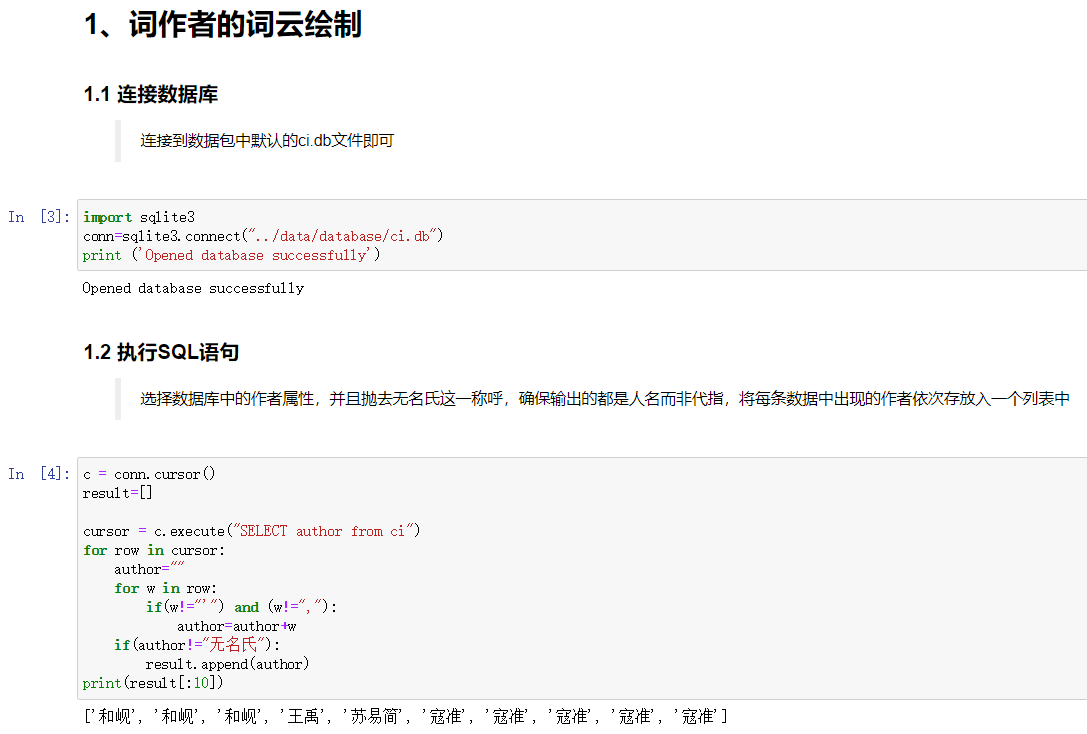 1、词作者的词云绘制
1.1 连接数据库
连接到数据包中默认的ci.db文件即可
In [3]:
import sqlite3
conn=sqlite3.connect("../data/database/ci.db")
print ('Opened database successfully')
Opened database successfully
1.2 执行SQL语句
选择数据库中的作者属性，并且抛去无名氏这一称呼，确保输出的都是人名而非代指，将每条数据中出现的作者依次存放入一个列表中
In [4]:
c = conn.cursor()
result=[]
cursor = c.execute("SELECT author from ci")
for row in cursor:
    author=""
    for w in row:
        if(w!="'") and (w!=","):
            author=author+w
    if(author!="无名氏"):
        result.append(author)
print(result[:10])
['和岘', '和岘', '和岘', '王禹', '苏易简', '寇准', '寇准', '寇准', '寇准', '寇准']